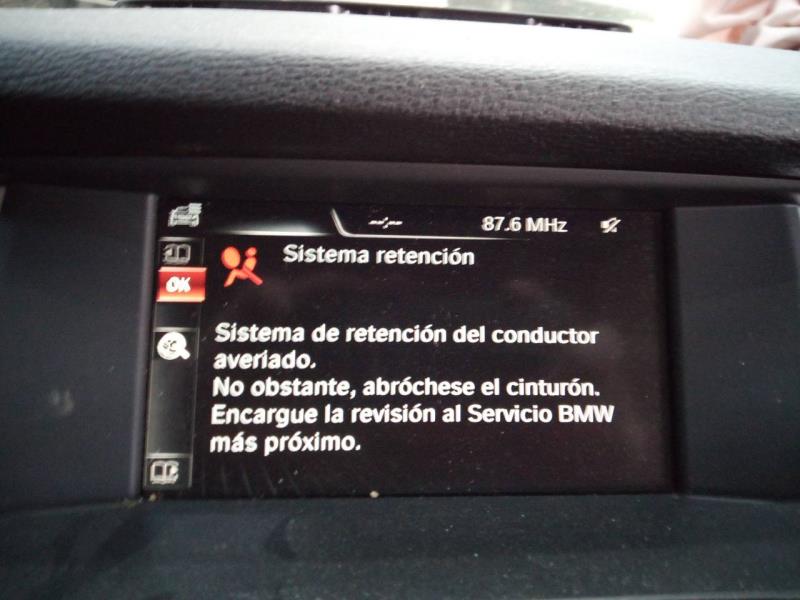 --:--
87.6 MHz
Sistema retención
OK
Sistema de retención del conductor
averiado.
No obstante, abróchese el cinturón.
Encargue la revisión al Servicio BMW
más próximo.